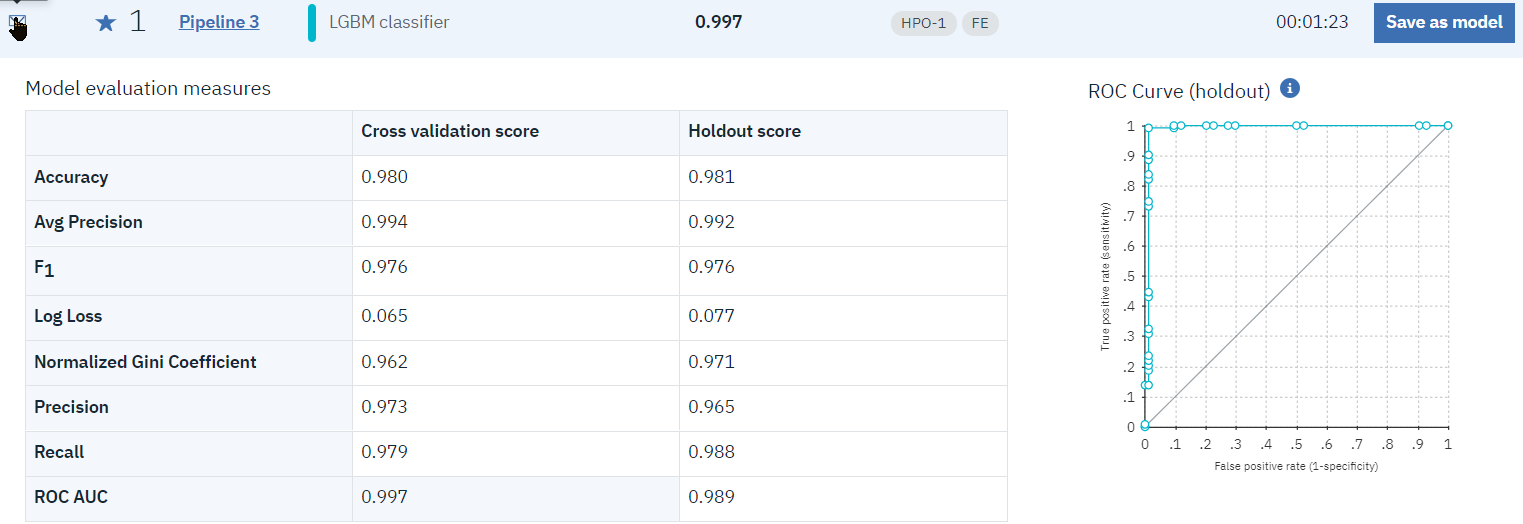 1 Pipeline 3 LGBM classifier 0.997 HPO-1 FE 00:01:23 Save as model
Model evaluation measures
Cross validation score Holdout score
Accuracy 0.980 0.981
Avg Precision 0.994 0.992
F1 0.976 0.976
Log Loss 0.065 0.077
Normalized Gini Coefficient 0.962 0.971
Precision 0.973 0.965
Recall 0.979 0.988
ROC AUC 0.997 0.989
ROC Curve (holdout) i
True positive rate (sensitivity)
1
.9
.8
.7
.6
.5
.4
.3
.2
.1
0
0 .1 .2 .3 .4 .5 .6 .7 .8 .9 1
False positive rate (1-specificity)